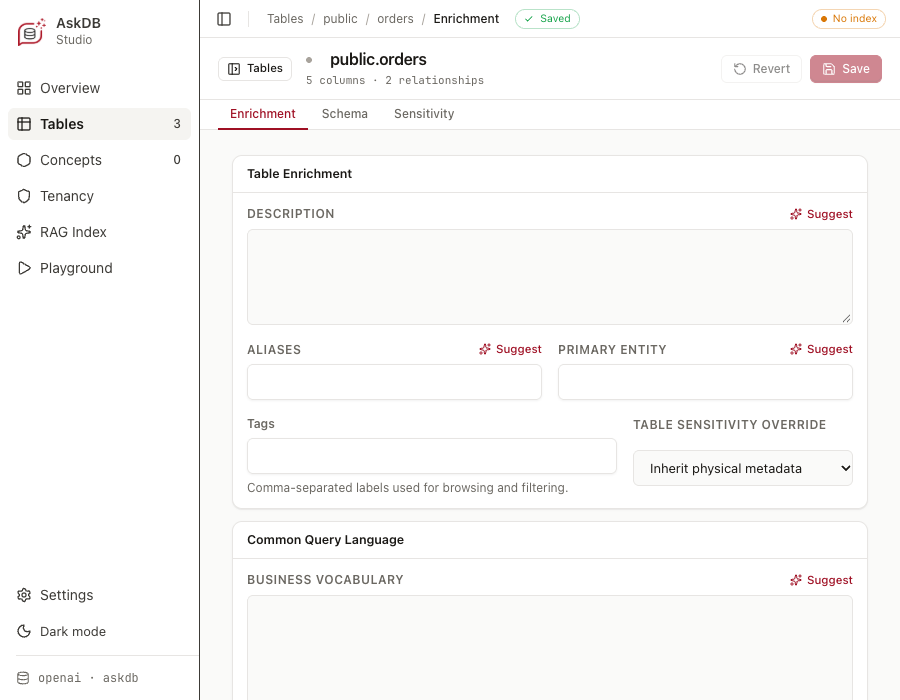 AskDB
Studio
Overview
Tables 3
Concepts 0
Tenancy
RAG Index
Playground
Settings
Dark mode
openai · askdb
Tables / public / orders / Enrichment
Saved
No index
Tables
public.orders
5 columns · 2 relationships
Revert
Save
Enrichment
Schema
Sensitivity
Table Enrichment
DESCRIPTION
Suggest
ALIASES
Suggest
PRIMARY ENTITY
Suggest
Tags
Comma-separated labels used for browsing and filtering.
TABLE SENSITIVITY OVERRIDE
Inherit physical metadata
Common Query Language
BUSINESS VOCABULARY
Suggest